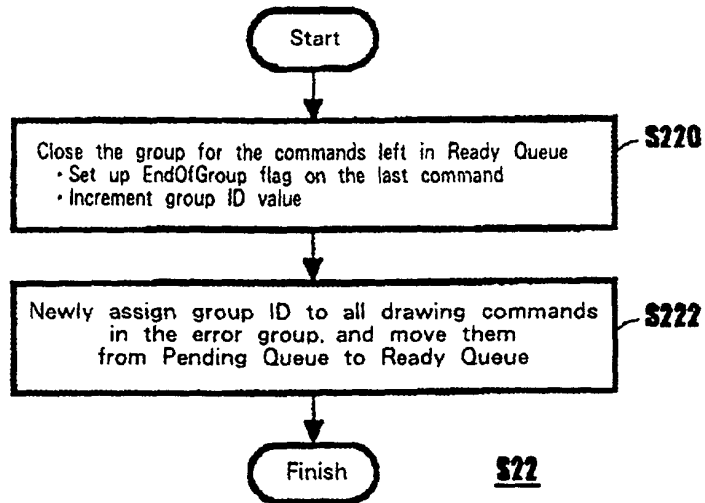 Start
Close the group for the commands left in Ready Queue
・Set up EndOfGroup flag on the last command
・Increment group ID value
S220
Newly assign group ID to all drawing commands
in the error group, and move them
from Pending Queue to Ready Queue
S222
Finish
S22